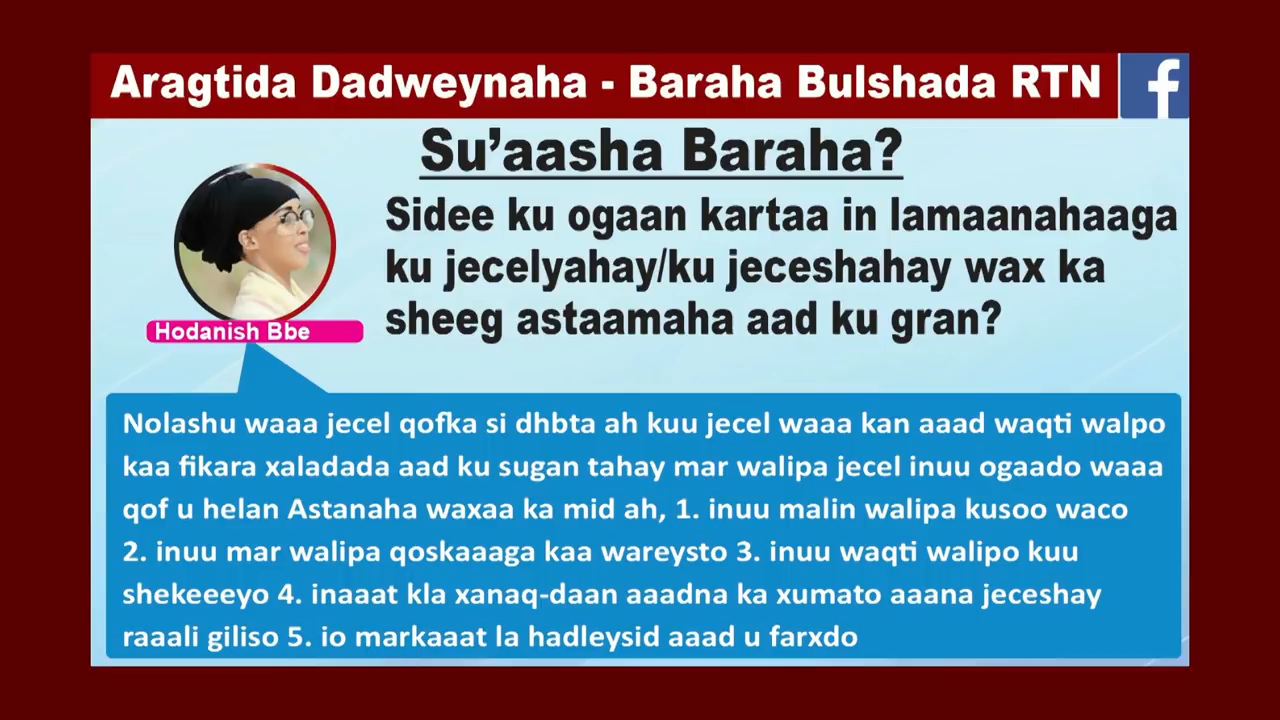 Aragtida Dadweynaha - Baraha Bulshada RTN
f
Su'aasha Baraha?
Sidee ku ogaan kartaa in lamaanahaaga
ku jecelyahay/ku jeceshahay wax ka
sheeg astaamaha aad ku gran?
Hodanish Bbe
Nolashu waaa jecel qofka si dhbta ah kuu jecel waaa kan aaad waqti walpo
kaa fikara xaladada aad ku sugan tahay mar walipa jecel inuu ogaado waaa
qof u helan Astanaha waxaa ka mid ah, 1. inuu malin walipa kusoo waco
2. inuu mar walipa qoskaaaga kaa wareysto 3. inuu waqti walipo kuu
shekeeeyo 4. inaaat kla xanaq-daan aaadna ka xumato aaana jeceshay
raaali giliso 5. io markaaat la hadleysid aaad u farxdo